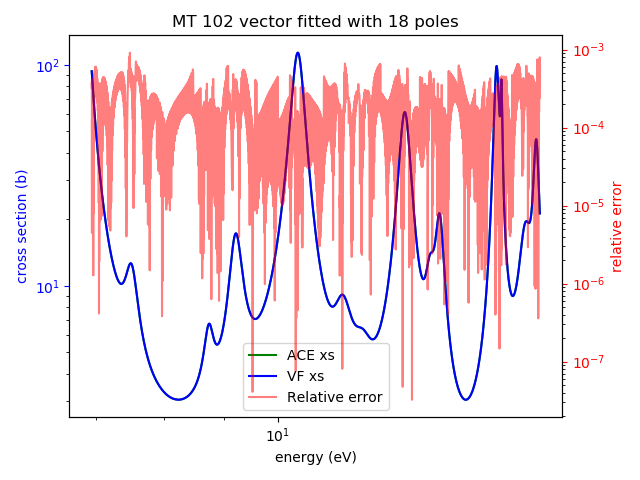 MT 102 vector fitted with 18 poles
cross section (b)
10²
10¹
10⁻³
10⁻⁴
10⁻⁵
10⁻⁶
10⁻⁷
relative error
ACE xs
VF xs
Relative error
10¹
energy (eV)